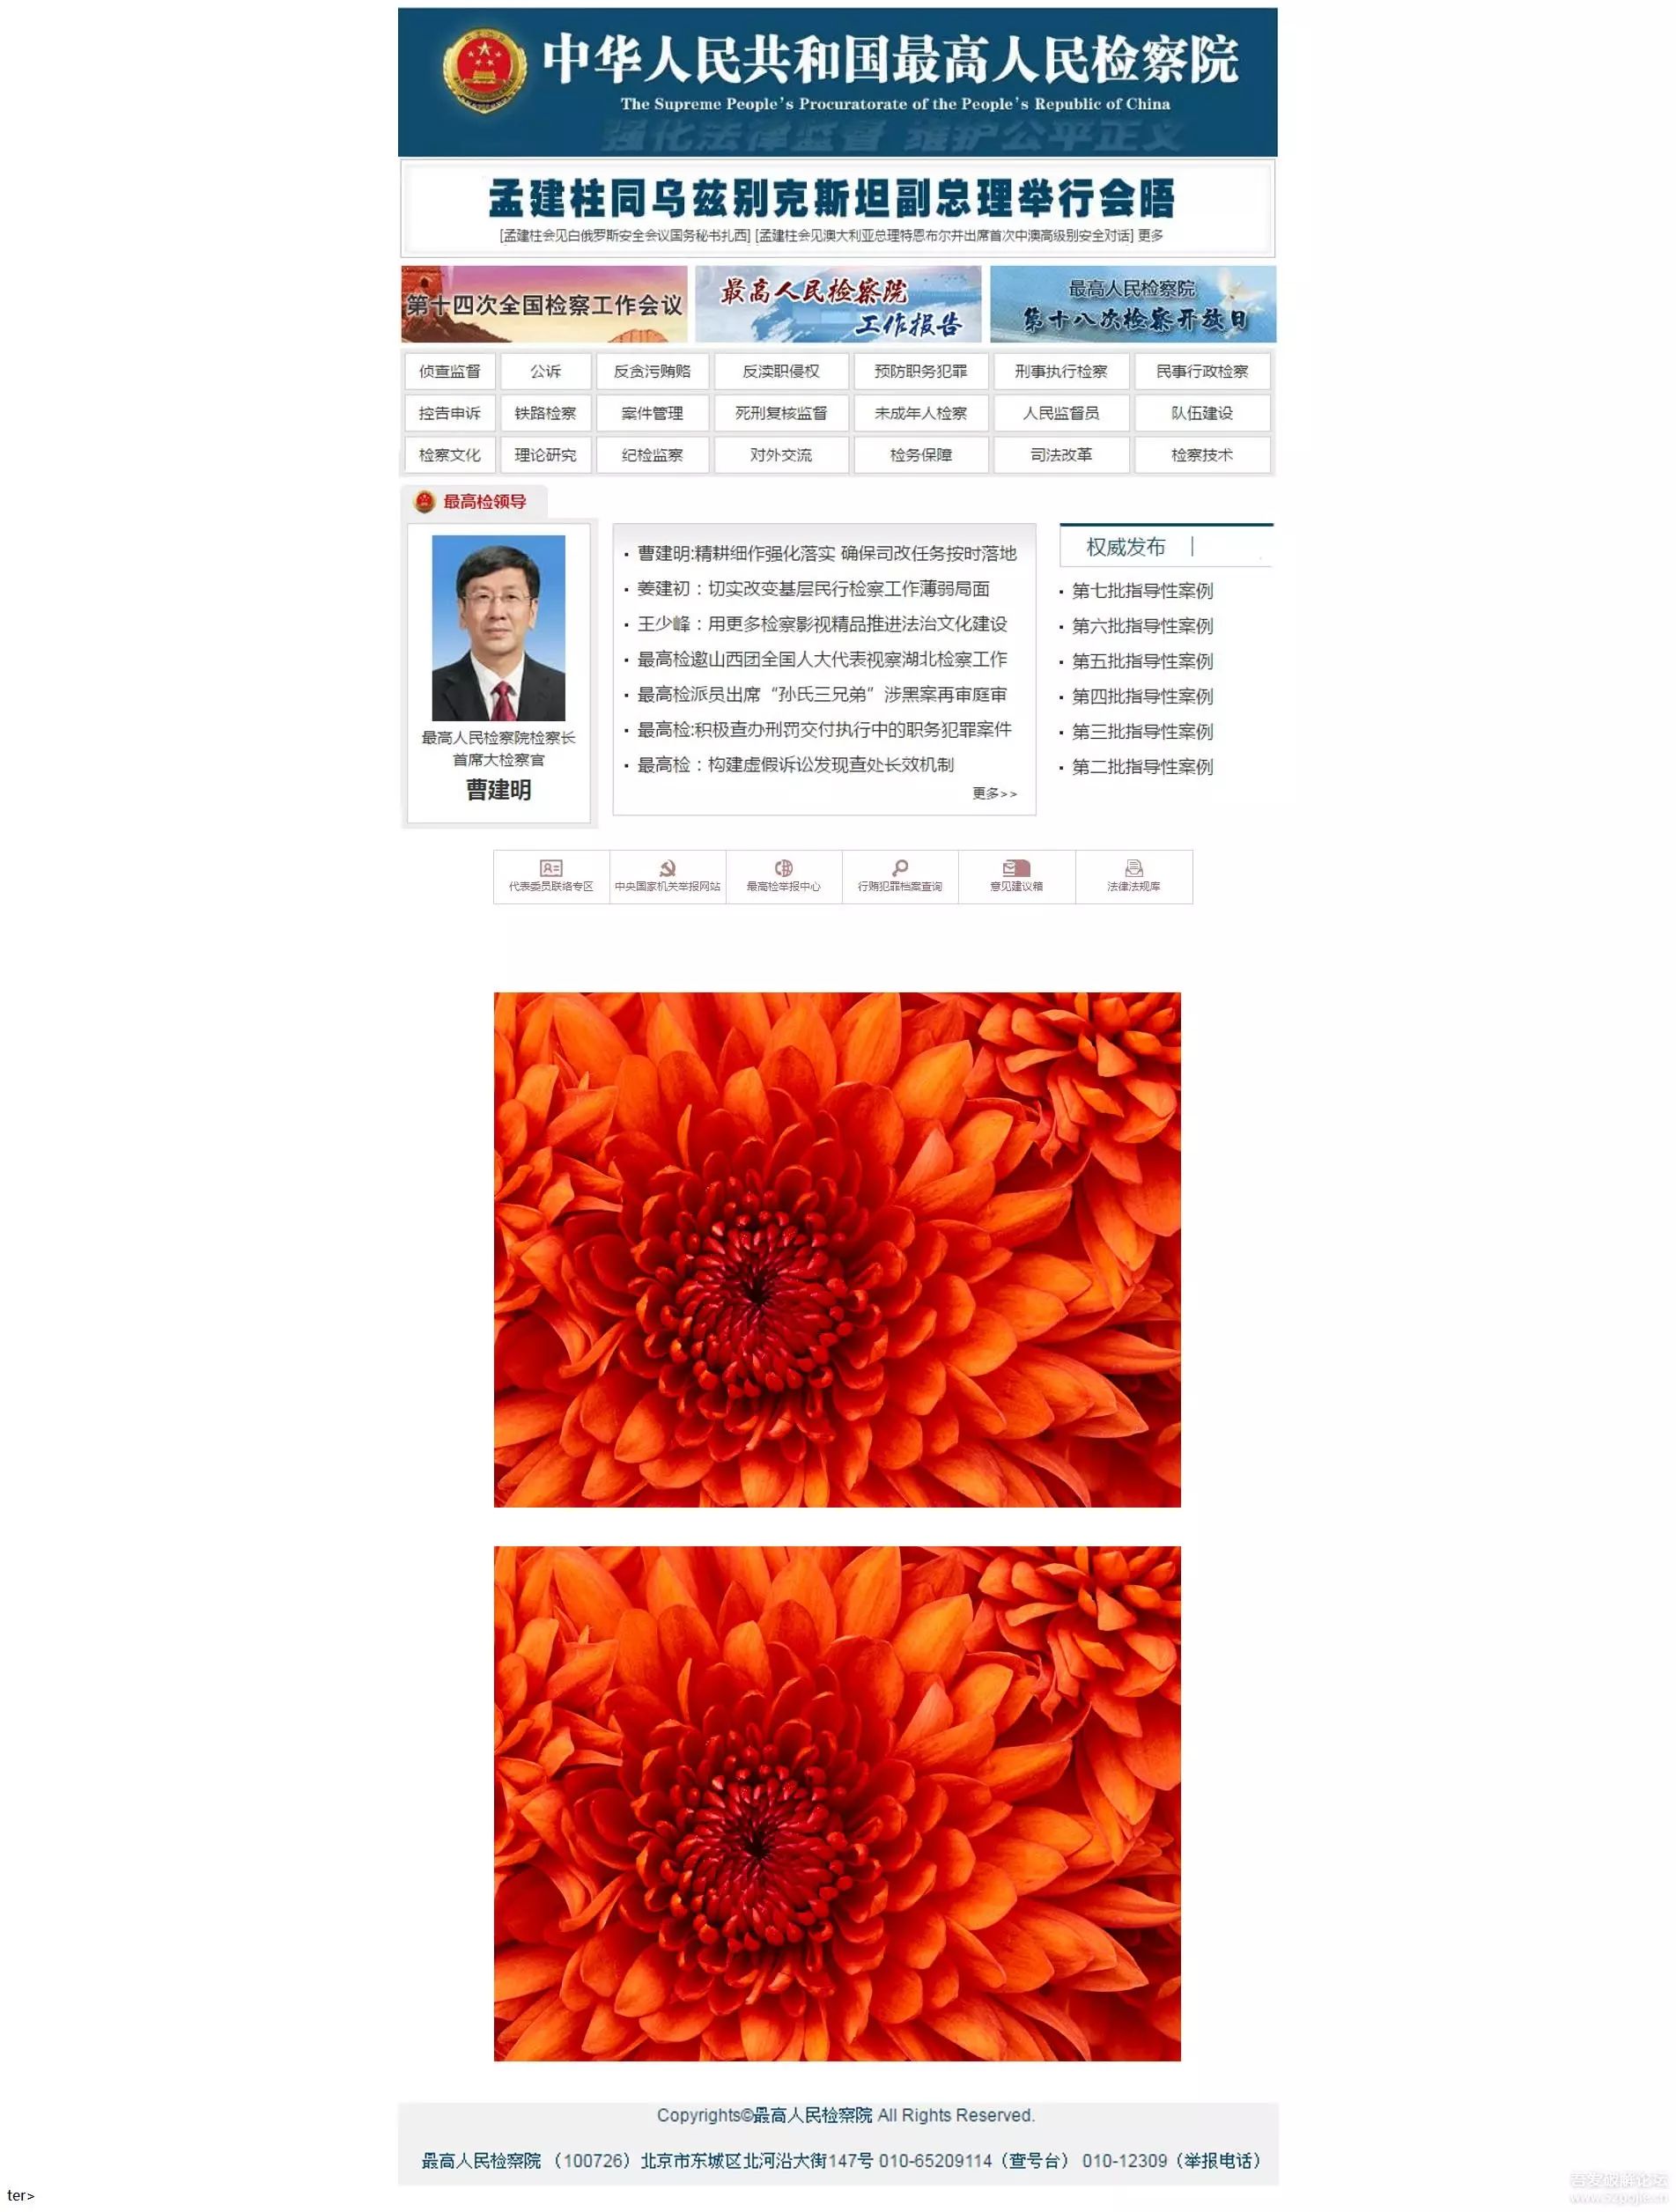 中华人民共和国最高人民检察院
The Supreme People's Procuratorate of the People's Republic of China
强化法律监督 维护公平正义
孟建柱同乌兹别克斯坦副总理举行会晤
[孟建柱会见白俄罗斯安全会议国务秘书扎西] [孟建柱会见澳大利亚总理特恩布尔并出席首次中澳高级别安全对话] 更多
第十四次全国检察工作会议
最高人民检察院
工作报告
最高人民检察院
第十八次检察开放日
侦查监督 公诉 反贪污贿赂 反渎职侵权 预防职务犯罪 刑事执行检察 民事行政检察
控告申诉 铁路检察 案件管理 死刑复核监督 未成年人检察 人民监督员 队伍建设
检察文化 理论研究 纪检监察 对外交流 检务保障 司法改革 检察技术
最高检领导
最高人民检察院检察长
首席大检察官
曹建明
曹建明:精耕细作强化落实 确保司改任务按时落地
姜建初：切实改变基层民行检察工作薄弱局面
王少峰：用更多检察影视精品推进法治文化建设
最高检邀山西团全国人大代表视察湖北检察工作
最高检派员出席“孙氏三兄弟”涉黑案再审庭审
最高检:积极查办刑罚交付执行中的职务犯罪案件
最高检：构建虚假诉讼发现查处长效机制
更多>>
权威发布
第七批指导性案例
第六批指导性案例
第五批指导性案例
第四批指导性案例
第三批指导性案例
第二批指导性案例
代表委员联络专区 中央国家机关举报网站 最高检举报中心 行贿犯罪档案查询 意见建议箱 法律法规库
Copyrights©最高人民检察院 All Rights Reserved.
最高人民检察院 （100726）北京市东城区北河沿大街147号 010-65209114（查号台） 010-12309（举报电话）
ter>
吾爱破解论坛
www.52pojie.cn